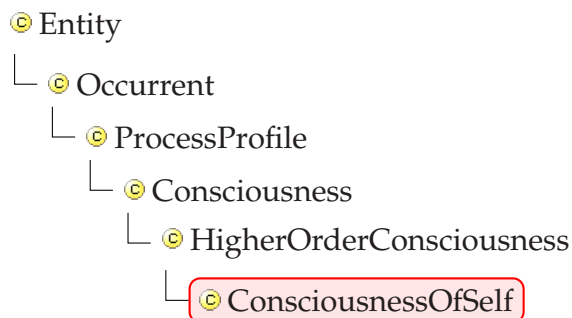 Entity
Occurrent
ProcessProfile
Consciousness
HigherOrderConsciousness
ConsciousnessOfSelf